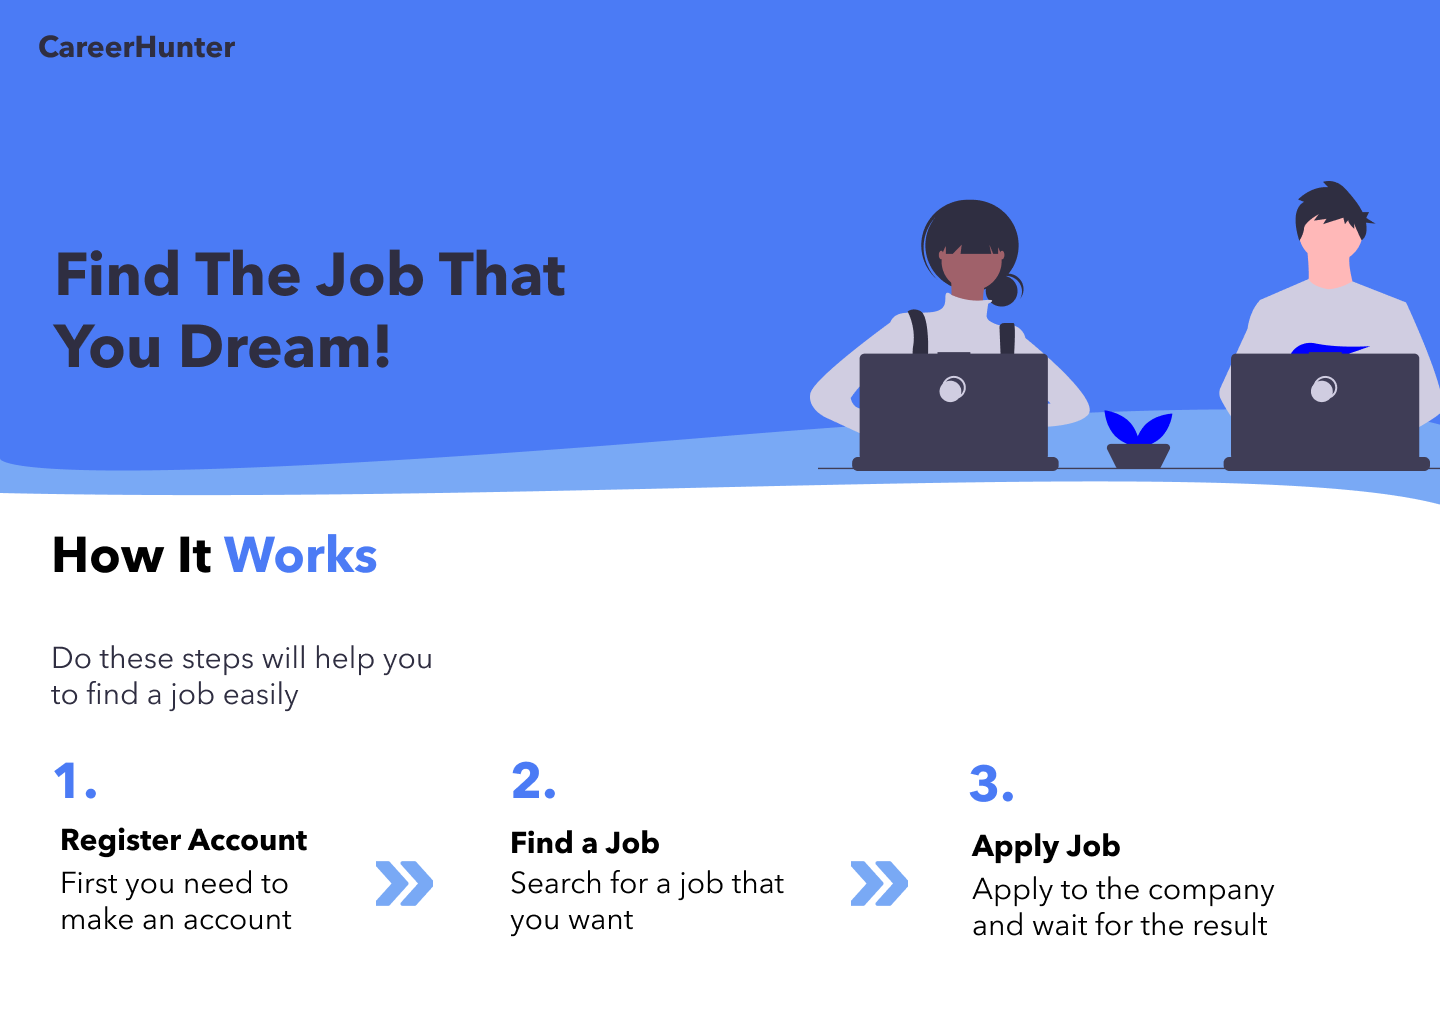 CareerHunter
Find The Job That
You Dream!
How It Works
Do these steps will help you
to find a job easily
1.
Register Account
First you need to
make an account
2.
Find a Job
Search for a job that
you want
3.
Apply Job
Apply to the company
and wait for the result